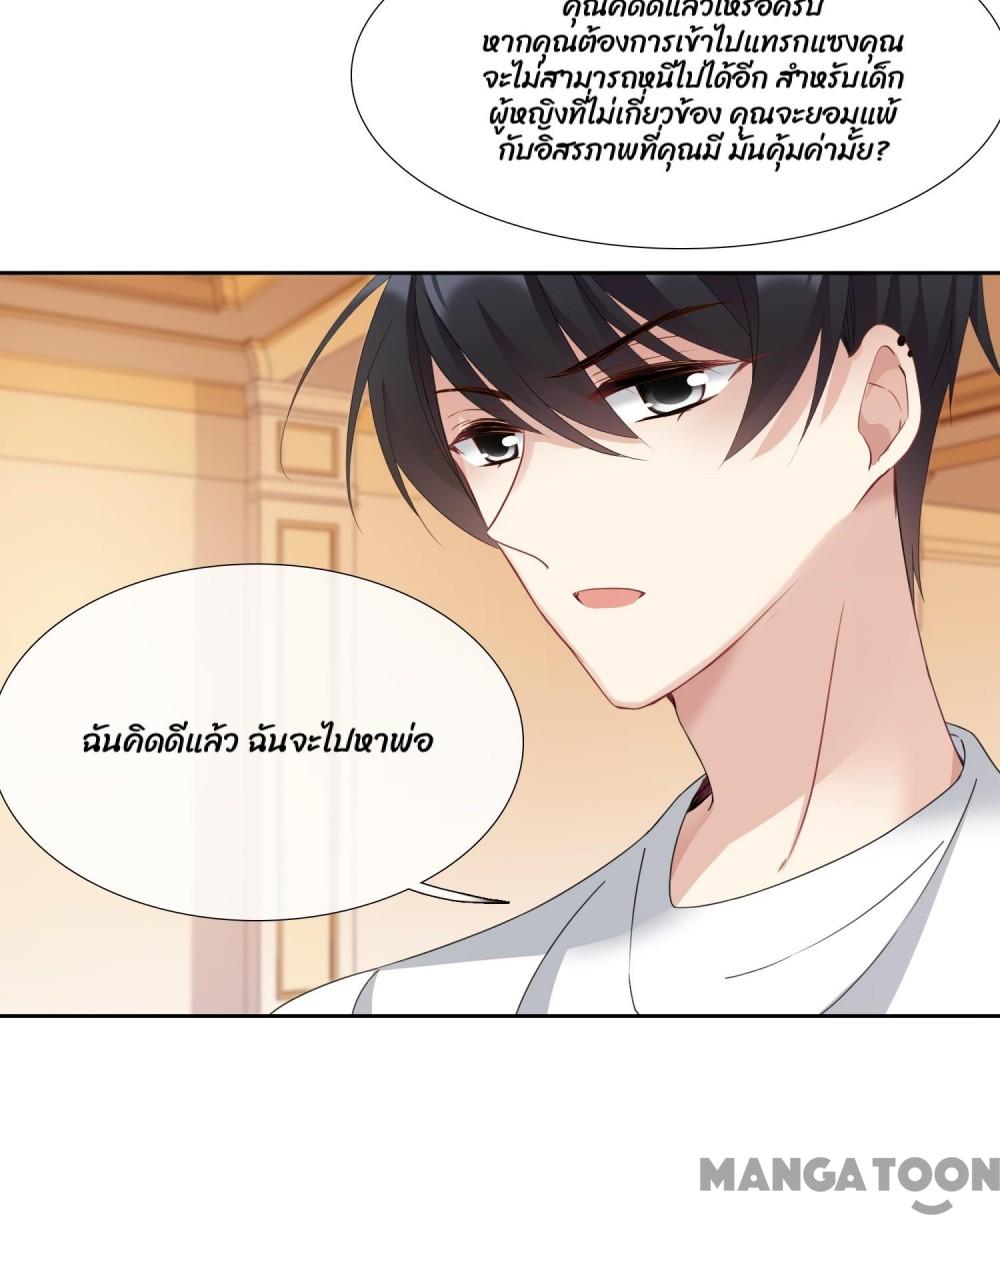 คุณคิดดีแล้วเหรอครับ
หากคุณต้องการเข้าไปแทรกแซงคุณ
จะไม่สามารถหนีไปได้อีก สำหรับเด็ก
ผู้หญิงที่ไม่เกี่ยวข้อง คุณจะยอมแพ้
กับอิสรภาพที่คุณมี มันคุ้มค่ามั้ย?
ฉันคิดดีแล้ว ฉันจะไปหาพ่อ
MANGATOON